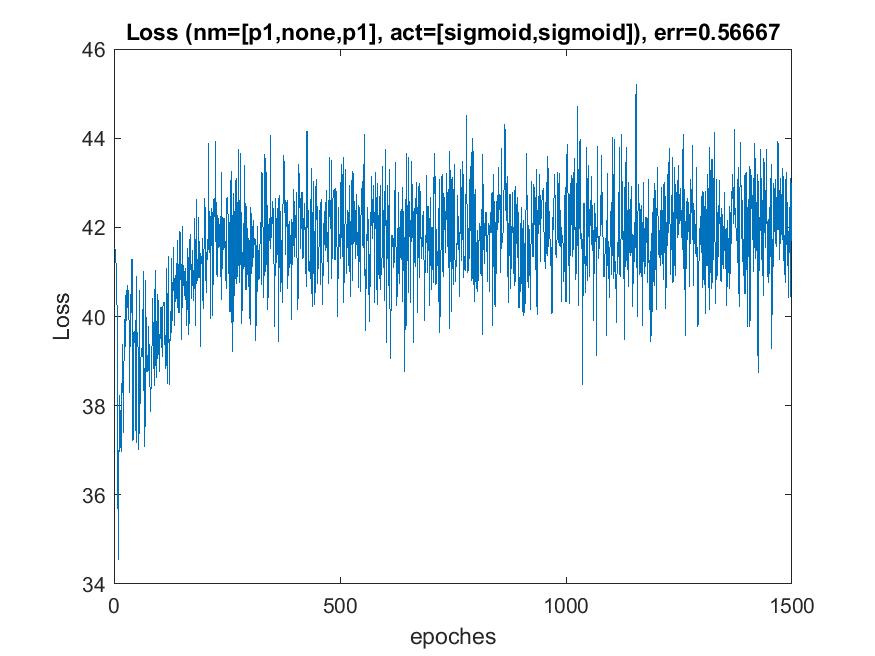 Loss (nm=[p1,none,p1], act=[sigmoid,sigmoid]), err=0.56667
46
44
42
40
38
36
34
Loss
0 500 1000 1500
epoches